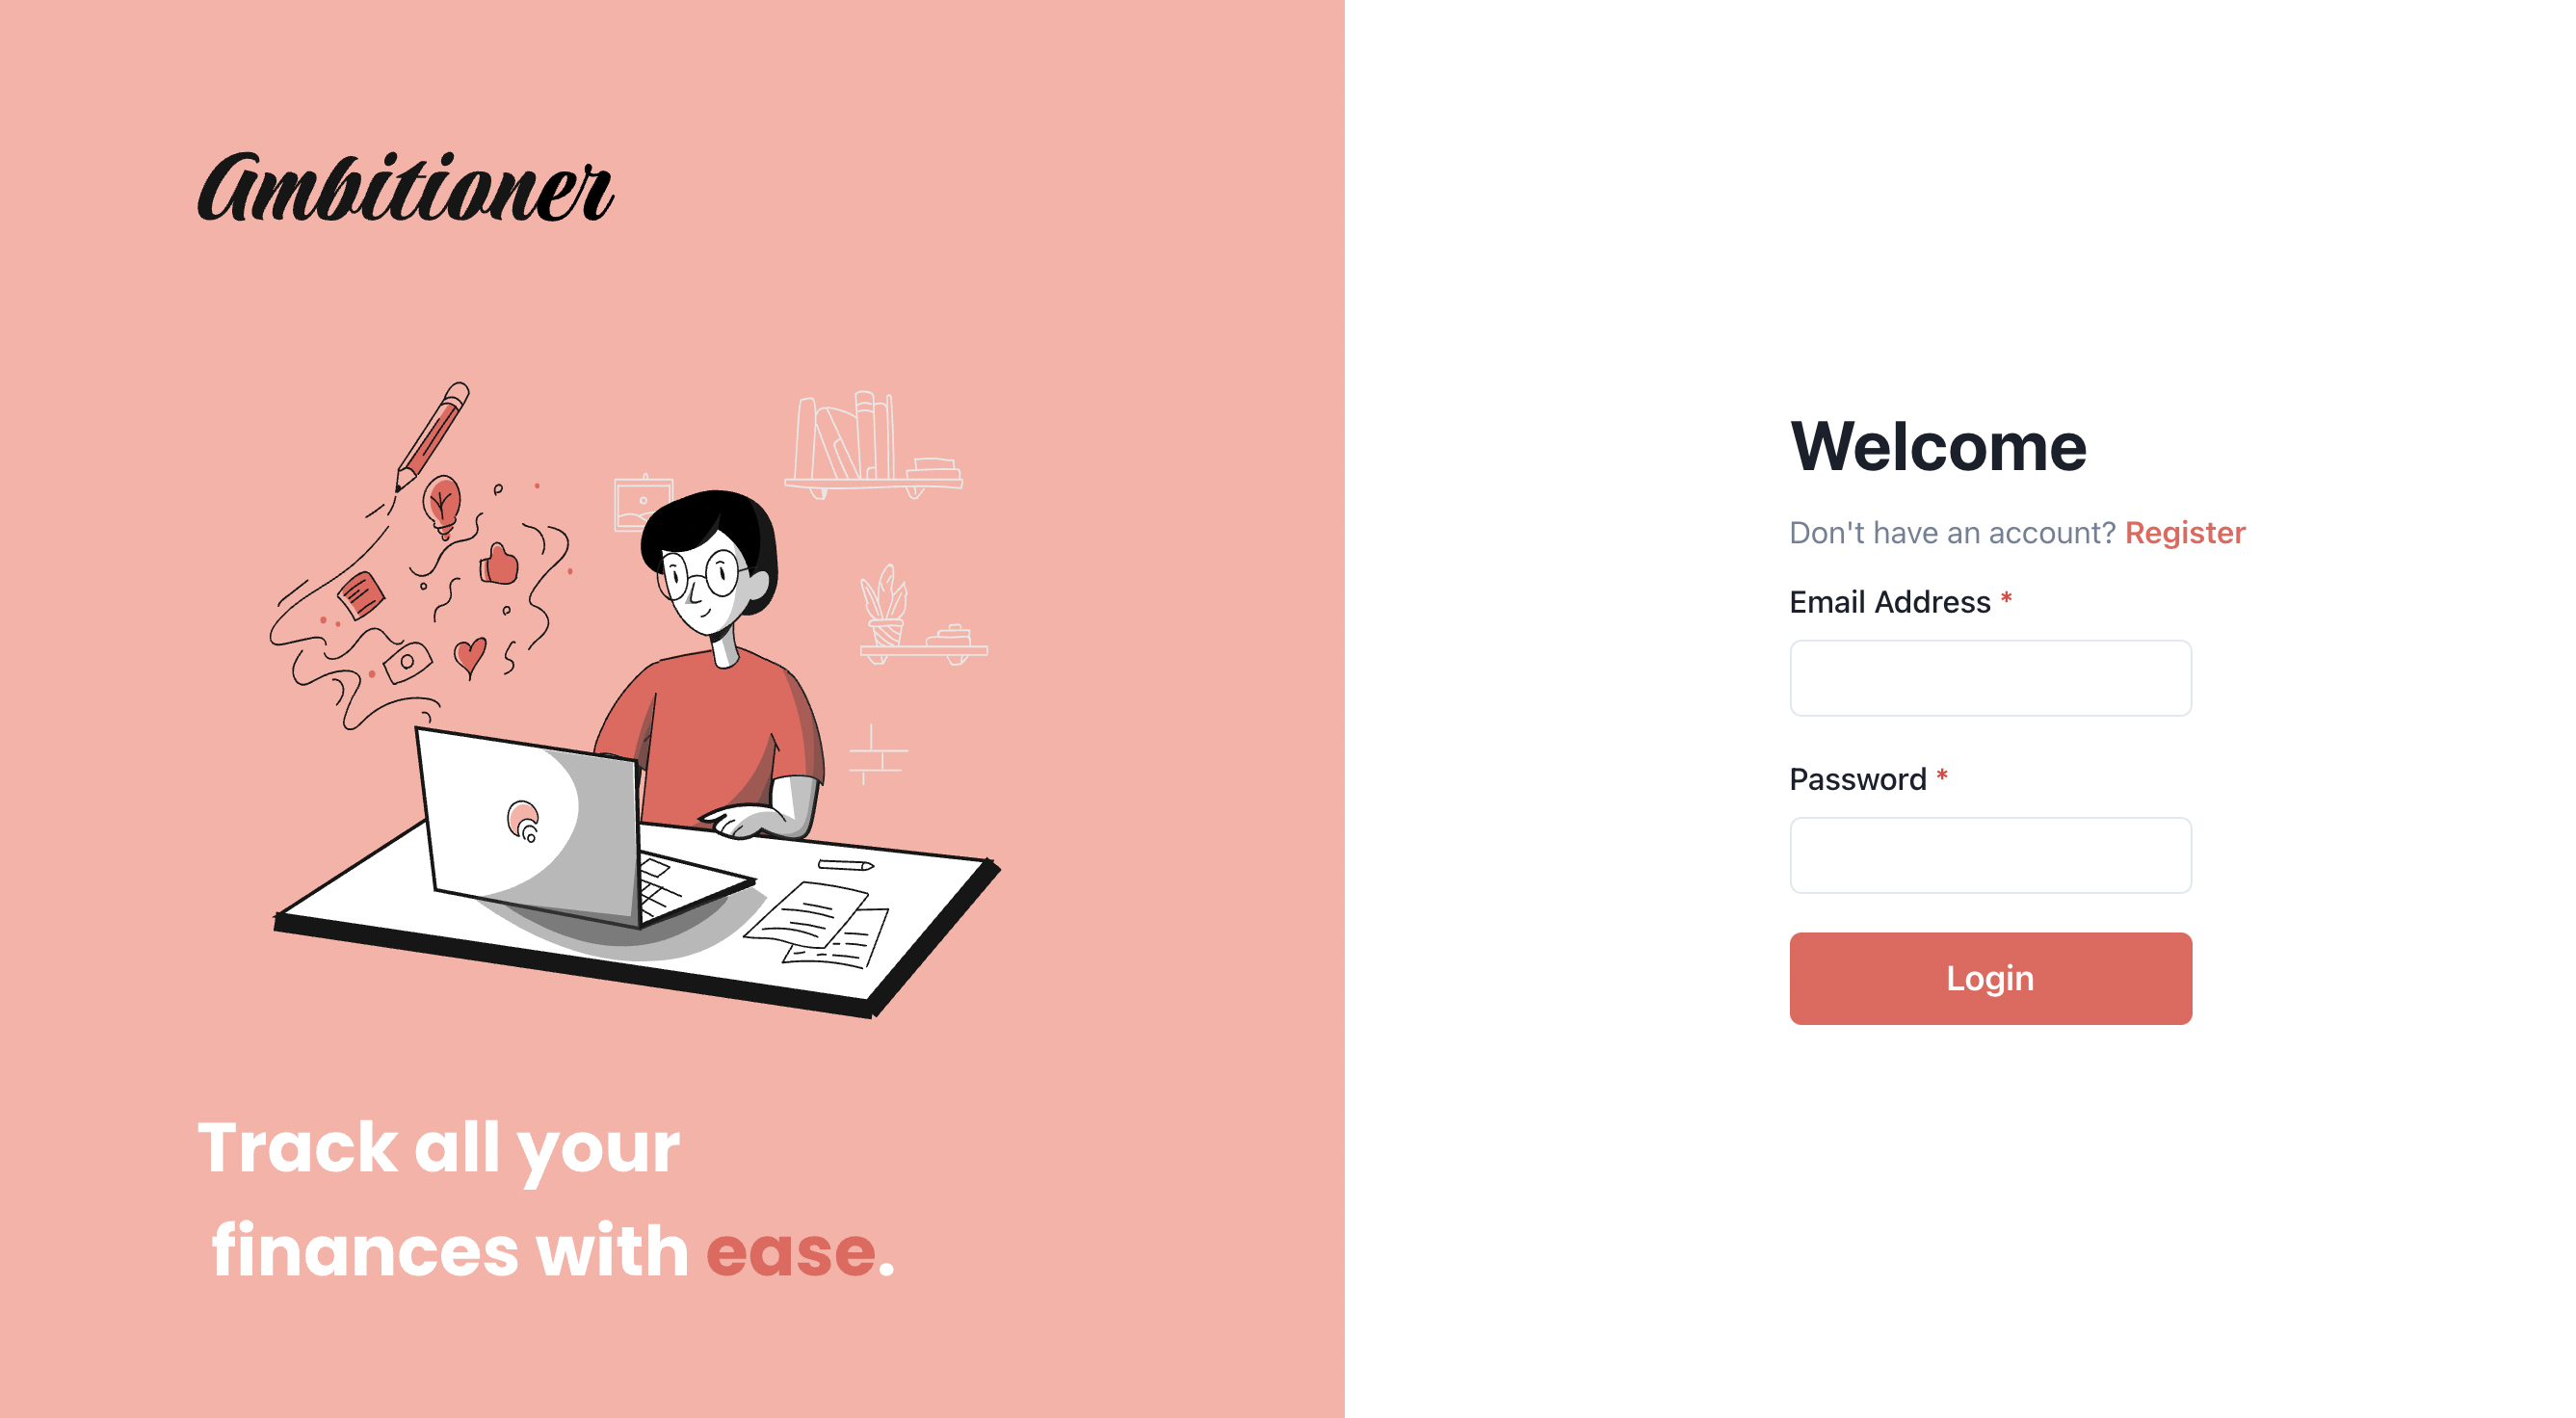 Ambitioner
Track all your
finances with ease.
Welcome
Don't have an account? Register
Email Address *
Password *
Login